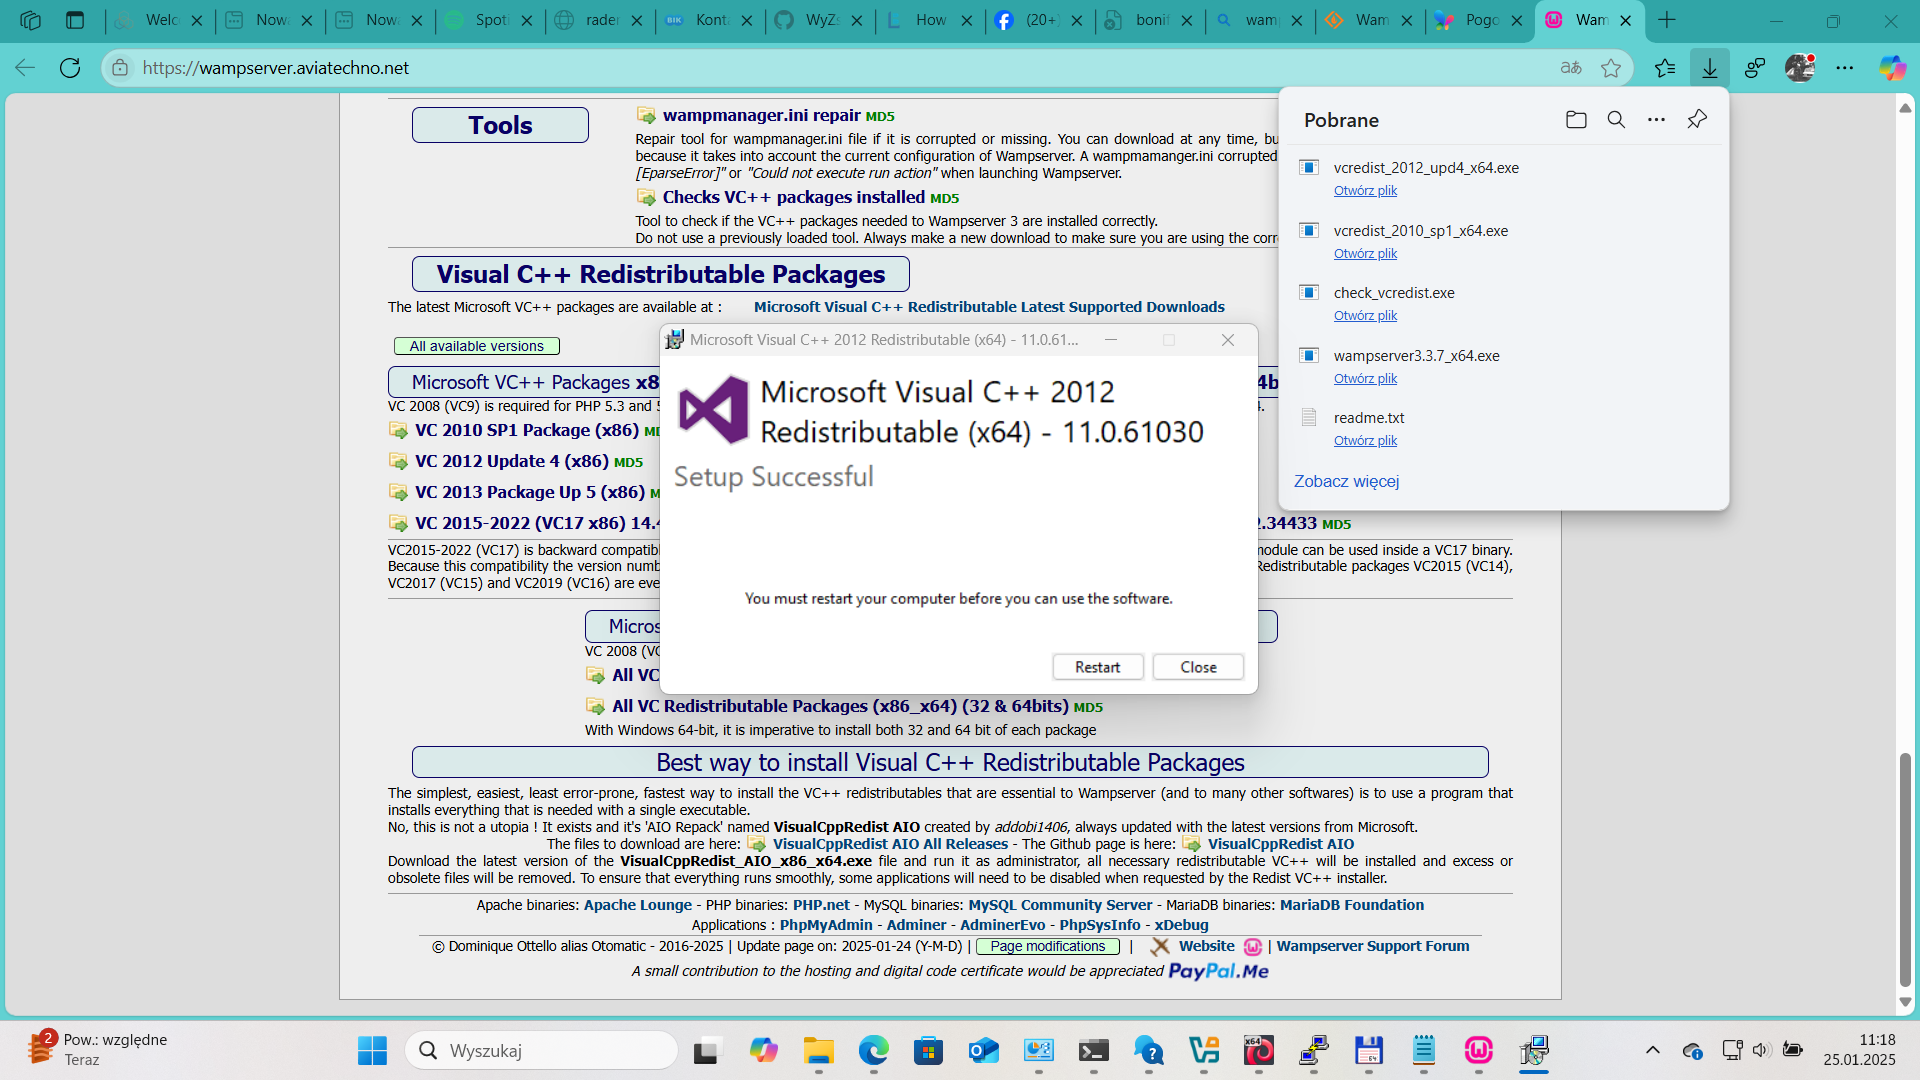 Welc
Nowa
Nowa
Spoti
rader
Konta
WyZs
How
(20+)
bonif
wamp
Wam
Pogo
Wam
https://wampserver.aviatechno.net
Tools
wampmanager.ini repair MD5
Repair tool for wampmanger.ini file if it is corrupted or missing. You can download at any time, bu
because it takes into account the current configuration of Wampserver. A wampmamanger.ini corrupted
[EparseError]" or "Could not execute run action" when launching Wampserver.
Checks VC++ packages installed MD5
Tool to check if the VC++ packages needed to Wampserver 3 are installed correctly.
Do not use a previously loaded tool. Always make a new download to make sure you are using the corr
Visual C++ Redistributable Packages
The latest Microsoft VC++ packages are available at : Microsoft Visual C++ Redistributable Latest Supported Downloads
All available versions
Microsoft VC++ Packages x8
4b
VC 2008 (VC9) is required for PHP 5.3 and 5
4.
VC 2010 SP1 Package (x86) MD
VC 2012 Update 4 (x86) MD5
VC 2013 Package Up 5 (x86) M
VC 2015-2022 (VC17 x86) 14.4
2.34433 MD5
VC2015-2022 (VC17) is backward compatibl
module can be used inside a VC17 binary.
Because this compatibility the version numb
Redistributable packages VC2015 (VC14),
VC2017 (VC15) and VC2019 (VC16) are eve
Micros
VC 2008 (VC
All VC
All VC Redistributable Packages (x86_x64) (32 & 64bits) MD5
With Windows 64-bit, it is imperative to install both 32 and 64 bit of each package
Best way to install Visual C++ Redistributable Packages
The simplest, easiest, least error-prone, fastest way to install the VC++ redistributables that are essential to Wampserver (and to many other softwares) is to use a program that
installs everything that is needed with a single executable.
No, this is not a utopia ! It exists and it's 'AIO Repack' named VisualCppRedist AIO created by addobi1406, always updated with the latest versions from Microsoft.
The files to download are here: VisualCppRedist AIO All Releases - The Github page is here: VisualCppRedist AIO
Download the latest version of the VisualCppRedist_AIO_x86_x64.exe file and run it as administrator, all necessary redistributable VC++ will be installed and excess or
obsolete files will be removed. To ensure that everything runs smoothly, some applications will need to be disabled when requested by the Redist VC++ installer.
Apache binaries: Apache Lounge - PHP binaries: PHP.net - MySQL binaries: MySQL Community Server - MariaDB binaries: MariaDB Foundation
Applications : PhpMyAdmin - Adminer - AdminerEvo - PhpSysInfo - xDebug
© Dominique Ottello alias Otomatic - 2016-2025 | Update page on: 2025-01-24 (Y-M-D) | Page modifications | Website | Wampserver Support Forum
A small contribution to the hosting and digital code certificate would be appreciated PayPal.Me
Microsoft Visual C++ 2012 Redistributable (x64) - 11.0.61...
Microsoft Visual C++ 2012
Redistributable (x64) - 11.0.61030
Setup Successful
You must restart your computer before you can use the software.
Restart
Close
Pobrane
vcredist_2012_upd4_x64.exe
Otwórz plik
vcredist_2010_sp1_x64.exe
Otwórz plik
check_vcredist.exe
Otwórz plik
wampserver3.3.7_x64.exe
Otwórz plik
readme.txt
Otwórz plik
Zobacz więcej
2
Pow.: względne
Teraz
Wyszukaj
11:18
25.01.2025